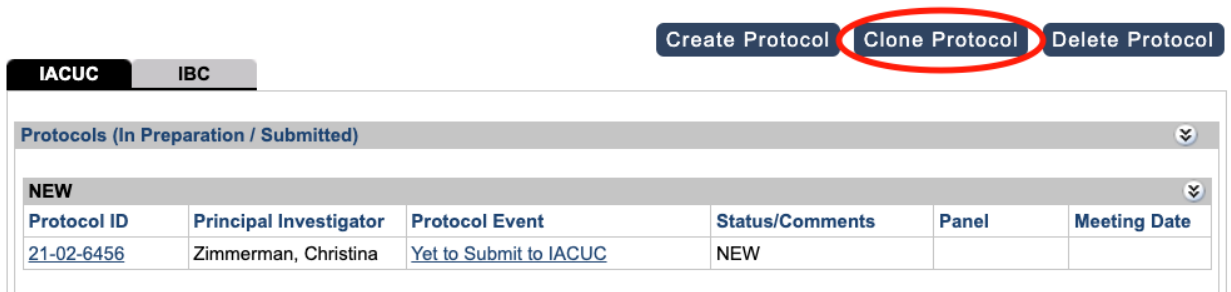 Create Protocol Clone Protocol Delete Protocol
IACUC IBC
Protocols (In Preparation / Submitted)
NEW
Protocol ID Principal Investigator Protocol Event Status/Comments Panel Meeting Date
21-02-6456 Zimmerman, Christina Yet to Submit to IACUC NEW